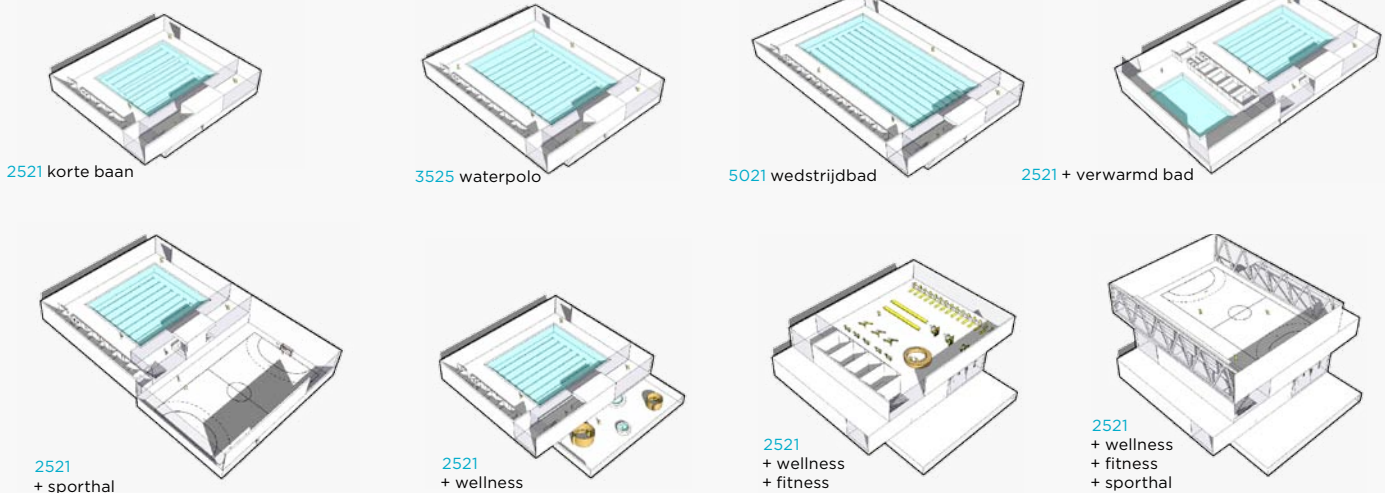 2521 korte baan
3525 waterpolo
5021 wedstrijdbad
2521 + verwarmd bad
2521
+ sporthal
2521
+ wellness
2521
+ wellness
+ fitness
2521
+ wellness
+ fitness
+ sporthal